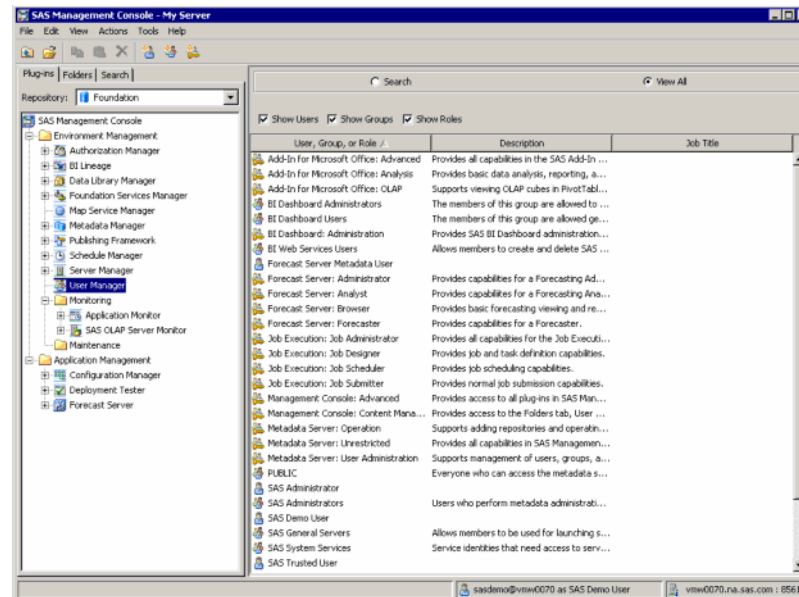 SAS Management Console - My Server
File Edit View Actions Tools Help
Plug-ins Folders Search
Repository: Foundation
SAS Management Console
Environment Management
Authorization Manager
BI Lineage
Data Library Manager
Foundation Services Manager
Map Service Manager
Metadata Manager
Publishing Framework
Schedule Manager
Server Manager
User Manager
Monitoring
Application Monitor
SAS OLAP Server Monitor
Maintenance
Application Management
Configuration Manager
Deployment Tester
Forecast Server
Search View All
Show Users Show Groups Show Roles
User, Group, or Role Description Job Title
Add-In for Microsoft Office: Advanced Provides all capabilities in the SAS Add-In ...
Add-In for Microsoft Office: Analysis Provides basic data analysis, reporting, a...
Add-In for Microsoft Office: OLAP Supports viewing OLAP cubes in PivotTabl...
BI Dashboard Administrators The members of this group are allowed to ...
BI Dashboard Users The members of this group are allowed ge...
BI Dashboard: Administration Provides SAS BI Dashboard administration...
BI Web Services Users Allows members to create and delete SAS ...
Forecast Server Metadata User
Forecast Server: Administrator Provides capabilities for a Forecasting Ad...
Forecast Server: Analyst Provides capabilites for a Forecasting Ana...
Forecast Server: Browser Provides basic forecasting viewing and re...
Forecast Server: Forecaster Provides capabilities for a Forecaster.
Job Execution: Job Administrator Provides all capabilities for the Job Executi...
Job Execution: Job Designer Provides job and task definition capabilities.
Job Execution: Job Scheduler Provides job scheduling capabilities.
Job Execution: Job Submitter Provides normal job submission capabilities.
Management Console: Advanced Provides access to all plug-ins in SAS Man...
Management Console: Content Mana... Provides access to the Folders tab, User ...
Metadata Server: Operation Supports adding repositories and operatin...
Metadata Server: Unrestricted Provides all capabilities in SAS Managemen...
Metadata Server: User Administration Supports management of users, groups, a...
PUBLIC Everyone who can access the metadata s...
SAS Administrator
SAS Administrators Users who perform metadata administrati...
SAS Demo User
SAS General Servers Allows members to be used for launching s...
SAS System Services Service identities that need access to serv...
SAS Trusted User
sasdemo@vmw0070 as SAS Demo User vmw0070.na.sas.com : 8561